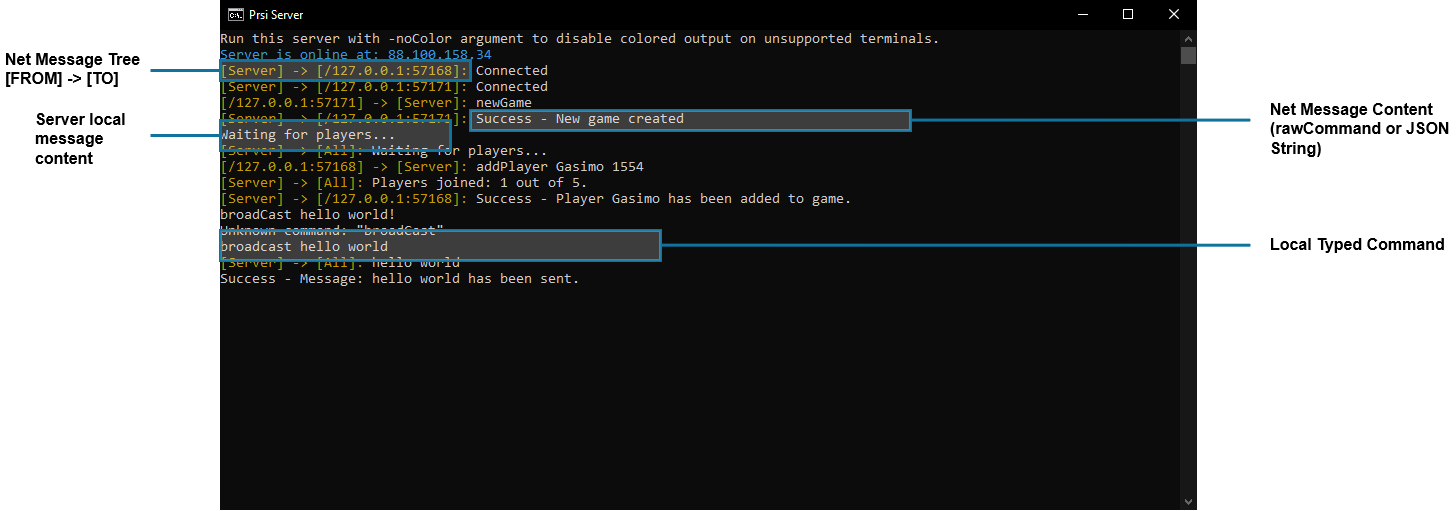 Prsi Server
Run this server with -noColor argument to disable colored output on unsupported terminals.
Server is online at: 88.100.158.34
[Server] -> [/127.0.0.1:57168]: Connected
[Server] -> [/127.0.0.1:57171]: Connected
[/127.0.0.1:57171] -> [Server]: newGame
[Server] -> [/127.0.0.1:57171]: Success - New game created
Waiting for players...
[Server] -> [All]: Waiting for players...
[/127.0.0.1:57168] -> [Server]: addPlayer Gasimo 1554
[Server] -> [All]: Players joined: 1 out of 5.
[Server] -> [/127.0.0.1:57168]: Success - Player Gasimo has been added to game.
broadCast hello world!
Unknown command: "broadCast"
broadcast hello world
[Server] -> [All]: hello world
Success - Message: hello world has been sent.
Net Message Tree
[FROM] -> [TO]
Server local
message
content
Net Message Content
(rawCommand or JSON
String)
Local Typed Command